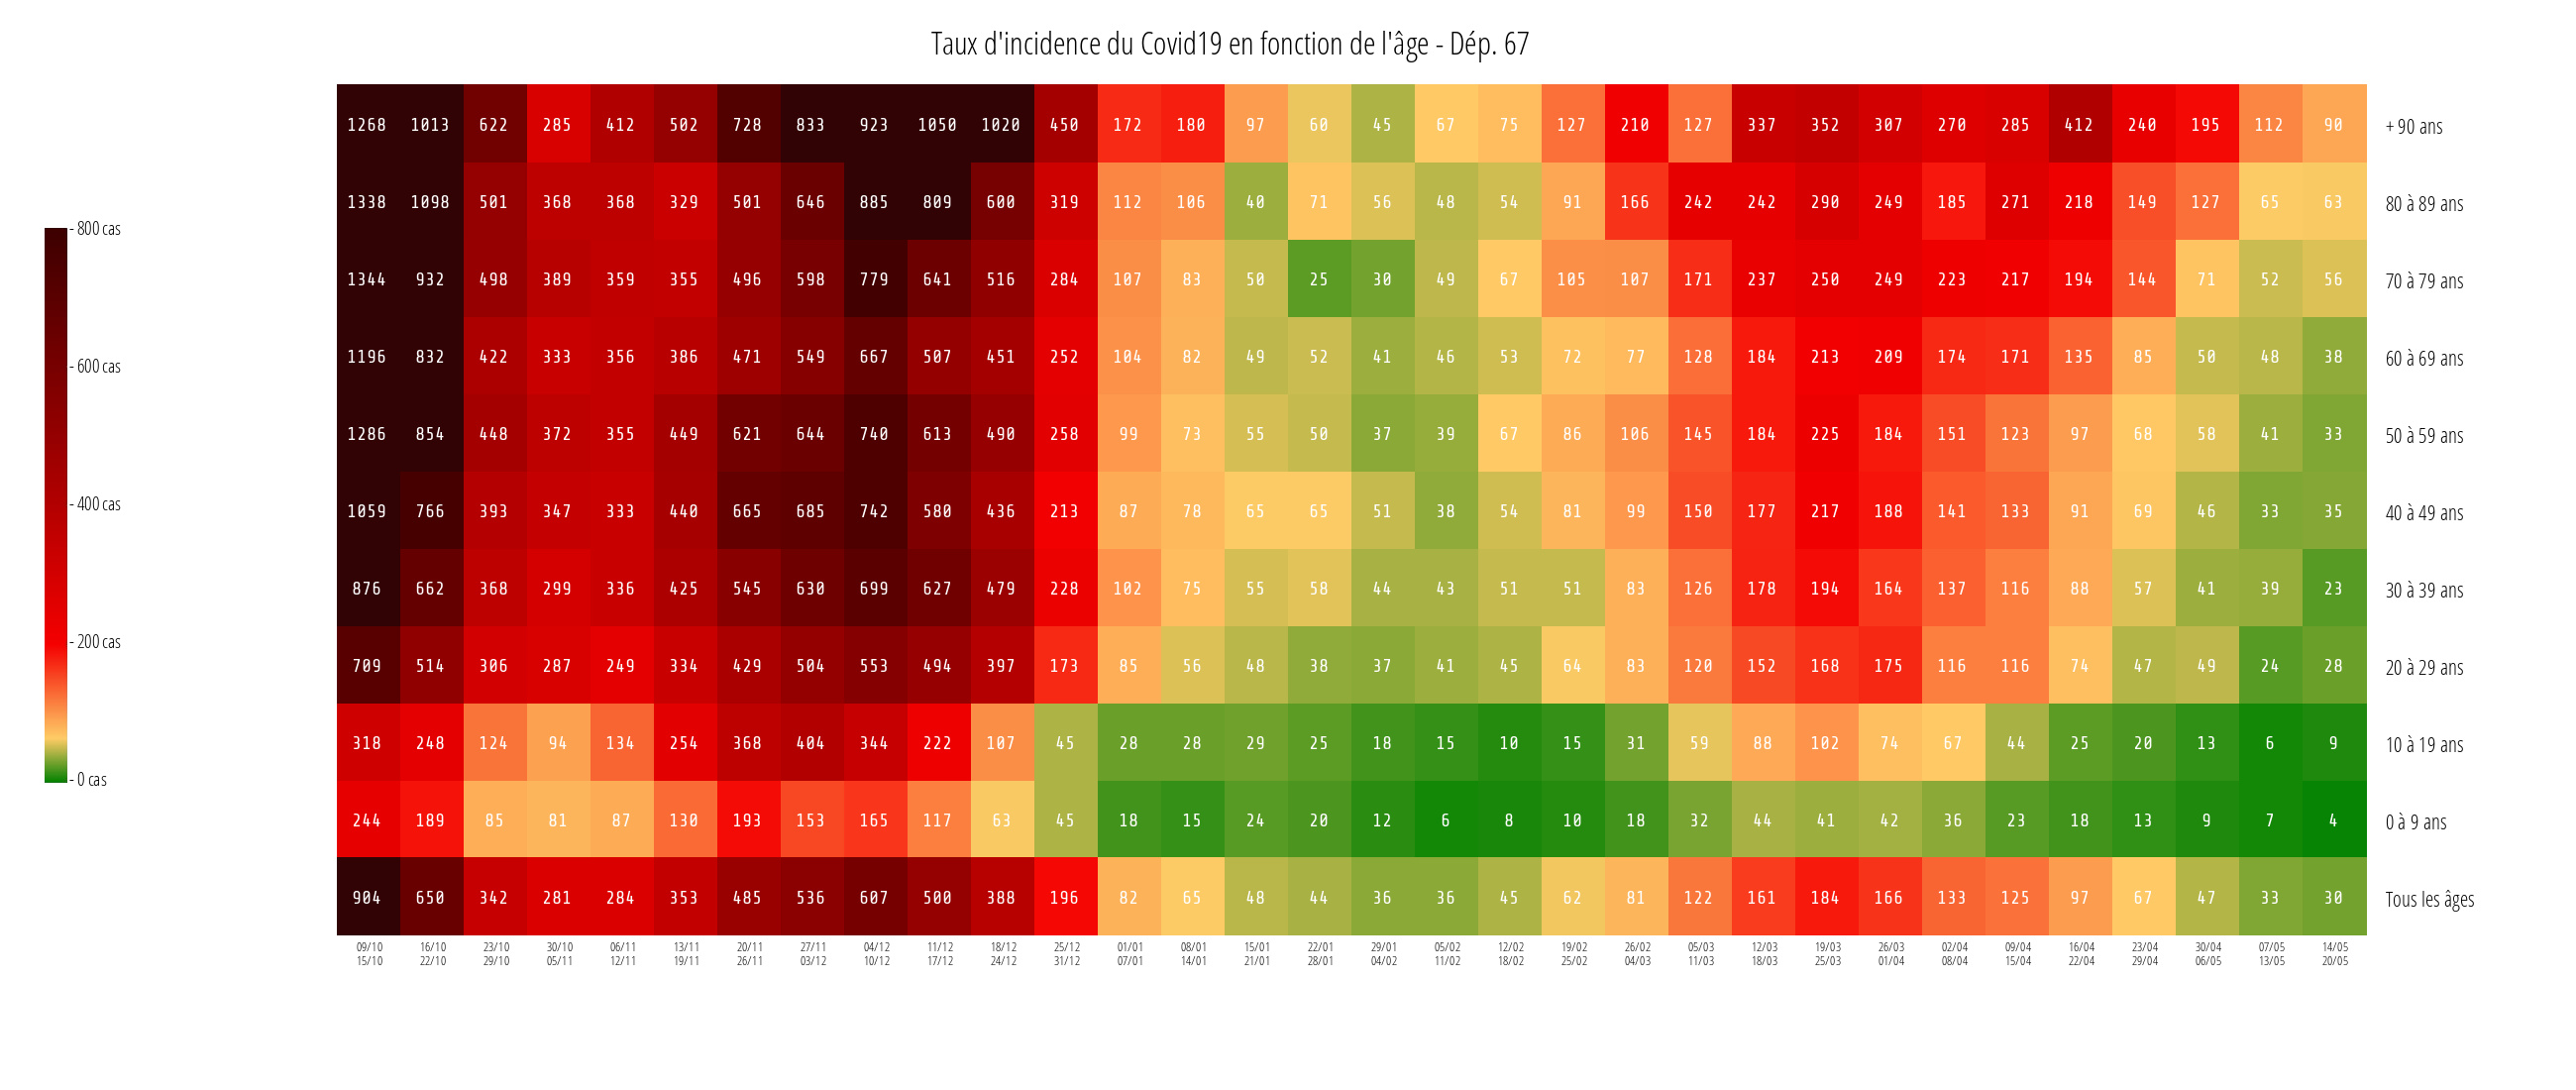 Taux d'incidence du Covid19 en fonction de l'âge - Dép. 67
- 800 cas
- 600 cas
- 400 cas
- 200 cas
- 0 cas
1268 1013 622 285 412 502 728 833 923 1050 1020 450 172 180 97 60 45 67 75 127 210 127 337 352 307 270 285 412 240 195 112 90 + 90 ans
1338 1098 501 368 368 329 501 646 885 809 600 319 112 106 40 71 56 48 54 91 166 242 242 290 249 185 271 218 149 127 65 63 80 à 89 ans
1344 932 498 389 359 355 496 598 779 641 516 284 107 83 50 25 30 49 67 105 107 171 237 250 249 223 217 194 144 71 52 56 70 à 79 ans
1196 832 422 333 356 386 471 549 667 507 451 252 104 82 49 52 41 46 53 72 77 128 184 213 209 174 171 135 85 50 48 38 60 à 69 ans
1286 854 448 372 355 449 621 644 740 613 490 258 99 73 55 50 37 39 67 86 106 145 184 225 184 151 123 97 68 58 41 33 50 à 59 ans
1059 766 393 347 333 440 665 685 742 580 436 213 87 78 65 65 51 38 54 81 99 150 177 217 188 141 133 91 69 46 33 35 40 à 49 ans
876 662 368 299 336 425 545 630 699 627 479 228 102 75 55 58 44 43 51 51 83 126 178 194 164 137 116 88 57 41 39 23 30 à 39 ans
709 514 306 287 249 334 429 504 553 494 397 173 85 56 48 38 37 41 45 64 83 120 152 168 175 116 116 74 47 49 24 28 20 à 29 ans
318 248 124 94 134 254 368 404 344 222 107 45 28 28 29 25 18 15 10 15 31 59 88 102 74 67 44 25 20 13 6 9 10 à 19 ans
244 189 85 81 87 130 193 153 165 117 63 45 18 15 24 20 12 6 8 10 18 32 44 41 42 36 23 18 13 9 7 4 0 à 9 ans
904 650 342 281 284 353 485 536 607 500 388 196 82 65 48 44 36 36 45 62 81 122 161 184 166 133 125 97 67 47 33 30 Tous les âges
09/10 16/10 23/10 30/10 06/11 13/11 20/11 27/11 04/12 11/12 18/12 25/12 01/01 08/01 15/01 22/01 29/01 05/02 12/02 19/02 26/02 05/03 12/03 19/03 26/03 02/04 09/04 16/04 23/04 30/04 07/05 14/05
15/10 22/10 29/10 05/11 12/11 19/11 26/11 03/12 10/12 17/12 24/12 31/12 07/01 14/01 21/01 28/01 04/02 11/02 18/02 25/02 04/03 11/03 18/03 25/03 01/04 08/04 15/04 22/04 29/04 06/05 13/05 20/05